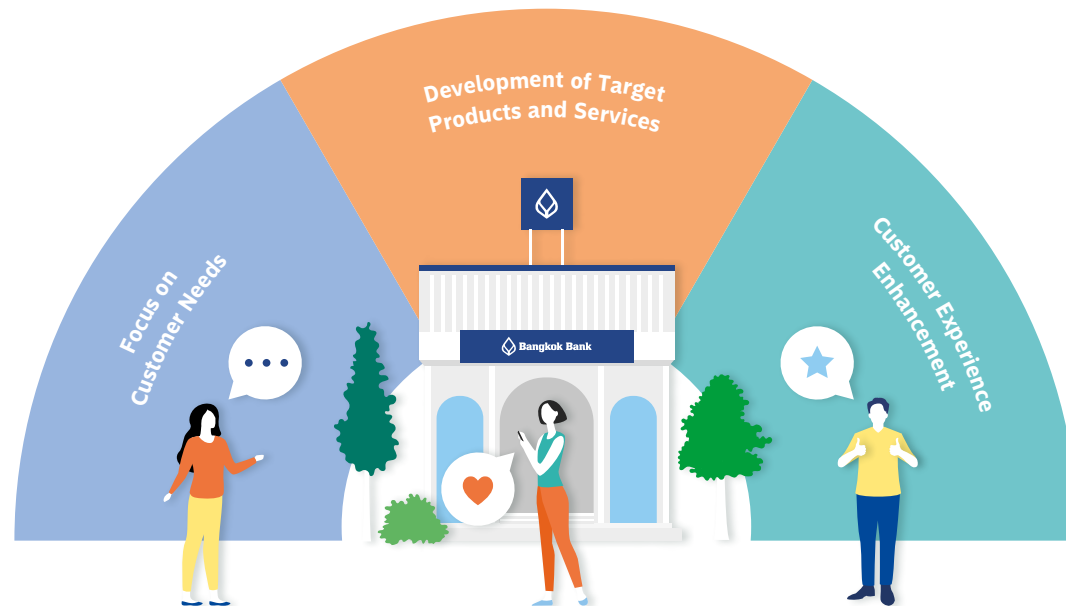 Development of Target
Products and Services
Focus on
Customer Needs
Customer Experience
Enhancement
Bangkok Bank